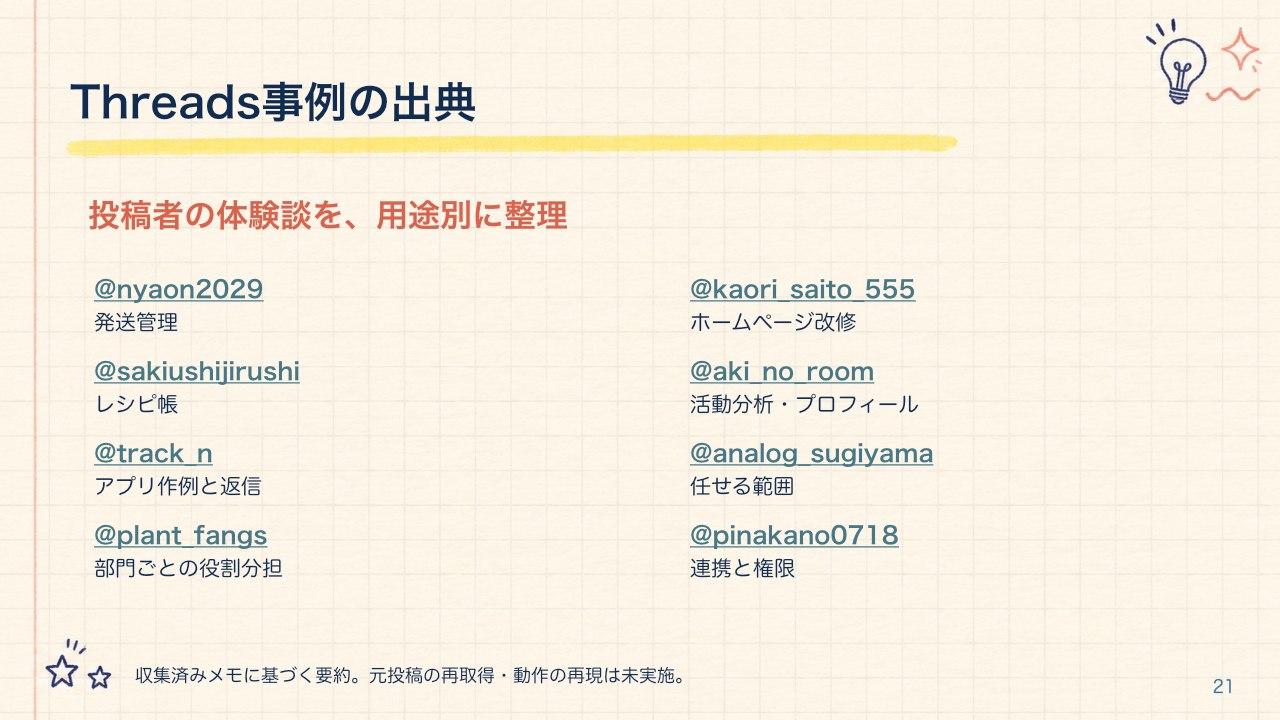 Threads事例の出典
投稿者の体験談を、用途別に整理
@nyaon2029
発送管理
@sakiushijirushi
レシピ帳
@track_n
アプリ作例と返信
@plant_fangs
部門ごとの役割分担
@kaori_saito_555
ホームページ改修
@aki_no_room
活動分析・プロフィール
@analog_sugiyama
任せる範囲
@pinakano0718
連携と権限
収集済みメモに基づく要約。元投稿の再取得・動作の再現は未実施。
21